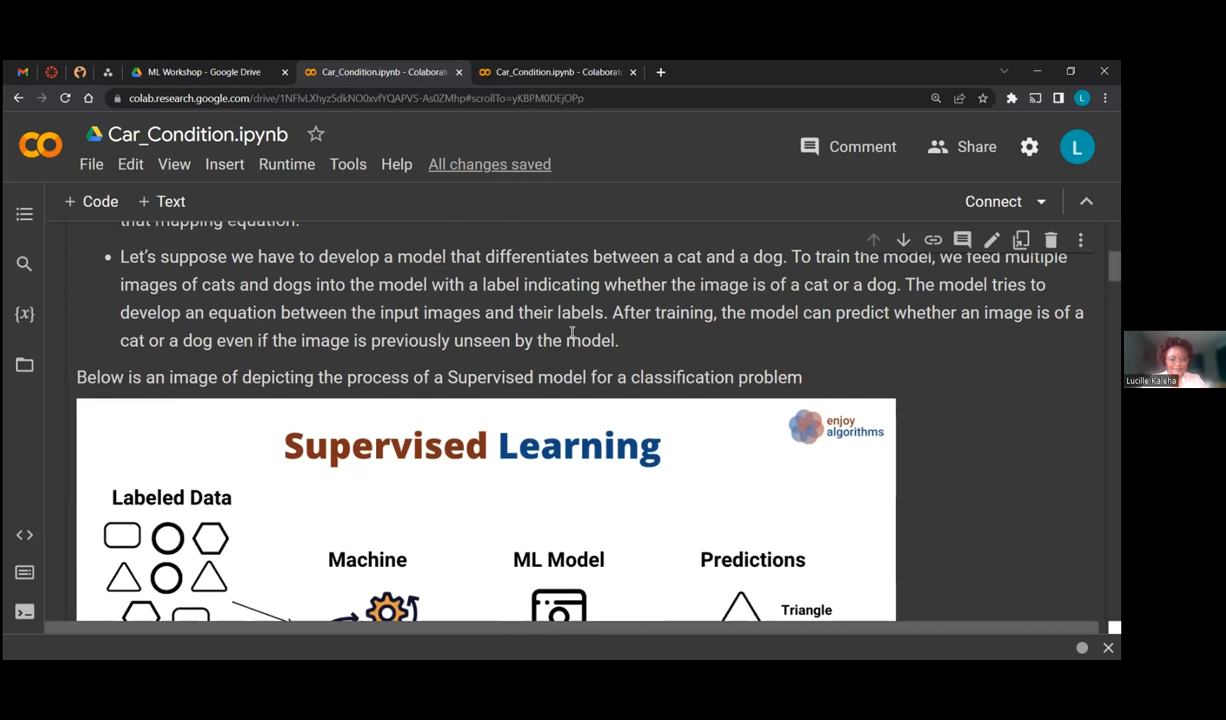 ML Workshop - Google Drive
Car_Condition.ipynb - Colaborat
Car_Condition.ipynb - Colaborat
colab.research.google.com/drive/1NFlvLXhyz5dkNO0xvfYQAPVS-As0ZMhp#scrollTo=yKBPM0DEjOPp
L
Car_Condition.ipynb
File Edit View Insert Runtime Tools Help All changes saved
Comment Share L
+ Code + Text
Connect
that mapping equation.
• Let's suppose we have to develop a model that differentiates between a cat and a dog. To train the model, we feed multiple
images of cats and dogs into the model with a label indicating whether the image is of a cat or a dog. The model tries to
develop an equation between the input images and their labels. After training, the model can predict whether an image is of a
cat or a dog even if the image is previously unseen by the model.
Below is an image of depicting the process of a Supervised model for a classification problem
enjoy
algorithms
Supervised Learning
Labeled Data
Machine
ML Model
Predictions
Triangle
Lucille Kaleha